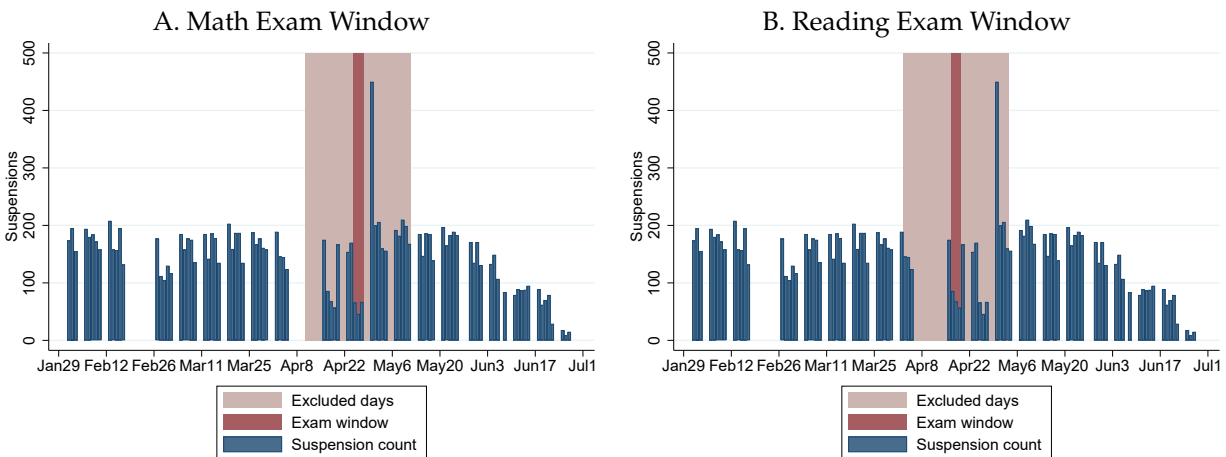 A. Math Exam Window
500
400
300
200
100
0
Suspensions
Jan29 Feb12 Feb26 Mar11 Mar25 Apr8 Apr22 May6 May20 Jun3 Jun17 Jul1
Excluded days
Exam window
Suspension count
B. Reading Exam Window
500
400
300
200
100
0
Suspensions
Jan29 Feb12 Feb26 Mar11 Mar25 Apr8 Apr22 May6 May20 Jun3 Jun17 Jul1
Excluded days
Exam window
Suspension count